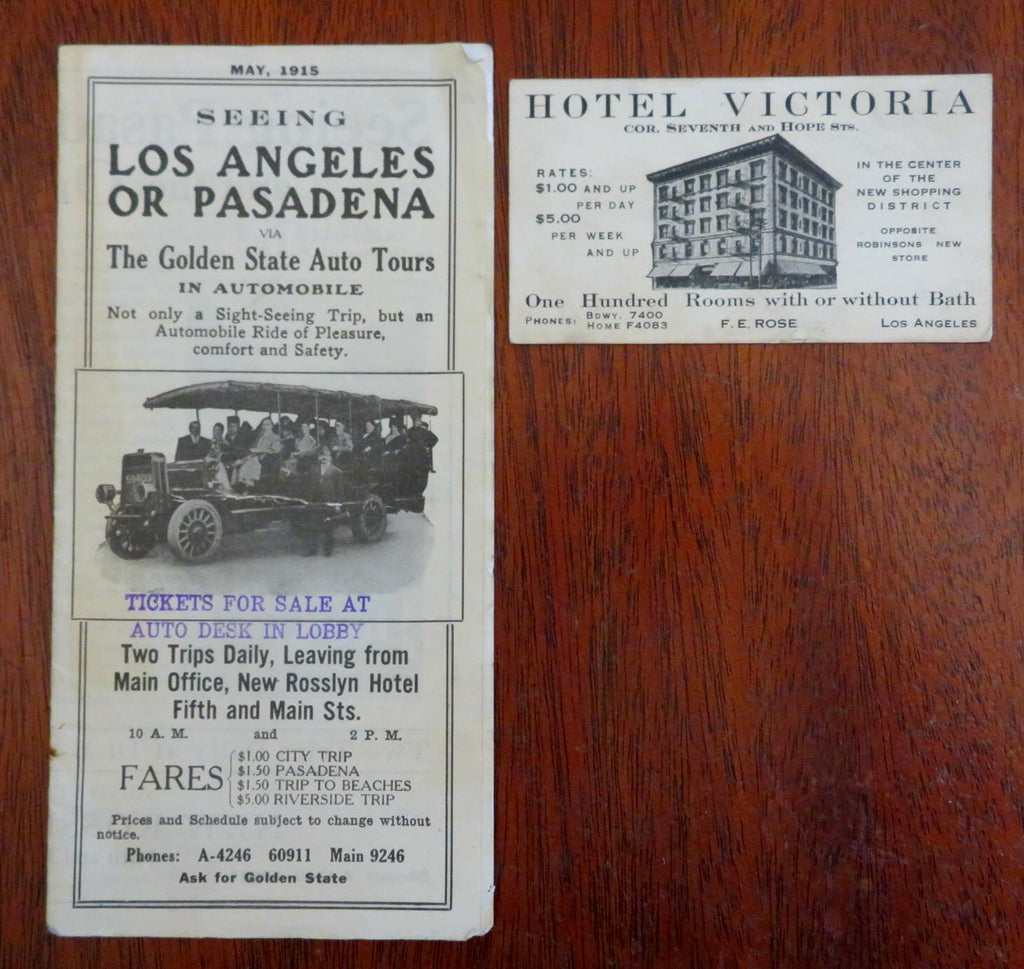 MAY, 1915
SEEING
LOS ANGELES
OR PASADENA
VIA
The Golden State Auto Tours
IN AUTOMOBILE
Not only a Sight-Seeing Trip, but an
Automobile Ride of Pleasure,
comfort and Safety.
TICKETS FOR SALE AT
AUTO DESK IN LOBBY
Two Trips Daily, Leaving from
Main Office, New Rosslyn Hotel
Fifth and Main Sts.
10 A. M. and 2 P. M.
FARES
$1.00 CITY TRIP
$1.50 PASADENA
$1.50 TRIP TO BEACHES
$5.00 RIVERSIDE TRIP
Prices and Schedule subject to change without
notice.
Phones: A-4246 60911 Main 9246
Ask for Golden State
HOTEL VICTORIA
COR. SEVENTH AND HOPE STS.
RATES:
$1.00 AND UP
PER DAY
$5.00
PER WEEK
AND UP
IN THE CENTER
OF THE
NEW SHOPPING
DISTRICT
OPPOSITE
ROBINSONS NEW
STORE
One Hundred Rooms with or without Bath
PHONES: BDWY. 7400
HOME F4083
F. E. ROSE
LOS ANGELES